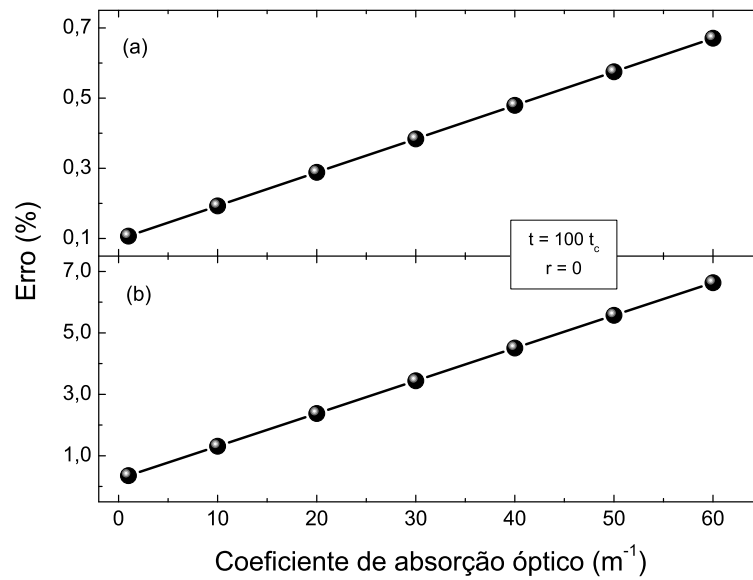 (a)
0,7
0,5
0,3
0,1
Erro (%)
t = 100 t_c
r = 0
(b)
7,0
5,0
3,0
1,0
0 10 20 30 40 50 60
Coeficiente de absorção óptico (m⁻¹)